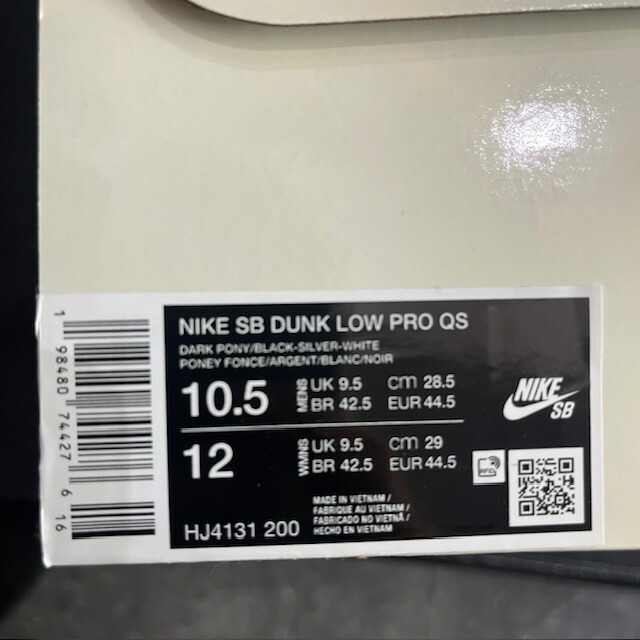 NIKE SB DUNK LOW PRO QS
DARK PONY/BLACK-SILVER-WHITE
PONEY FONCE/ARGENT/BLANC/NOIR
10.5 MENS UK 9.5 cm 28.5
BR 42.5 EUR 44.5
12 WMNS UK 9.5 cm 29
BR 42.5 EUR 44.5
NIKE
SB
HJ4131 200
MADE IN VIETNAM /
FABRIQUE AU VIETNAM /
FABRICADO NO VIETNÃ /
HECHO EN VIETNAM
1 98480 74427 6 16